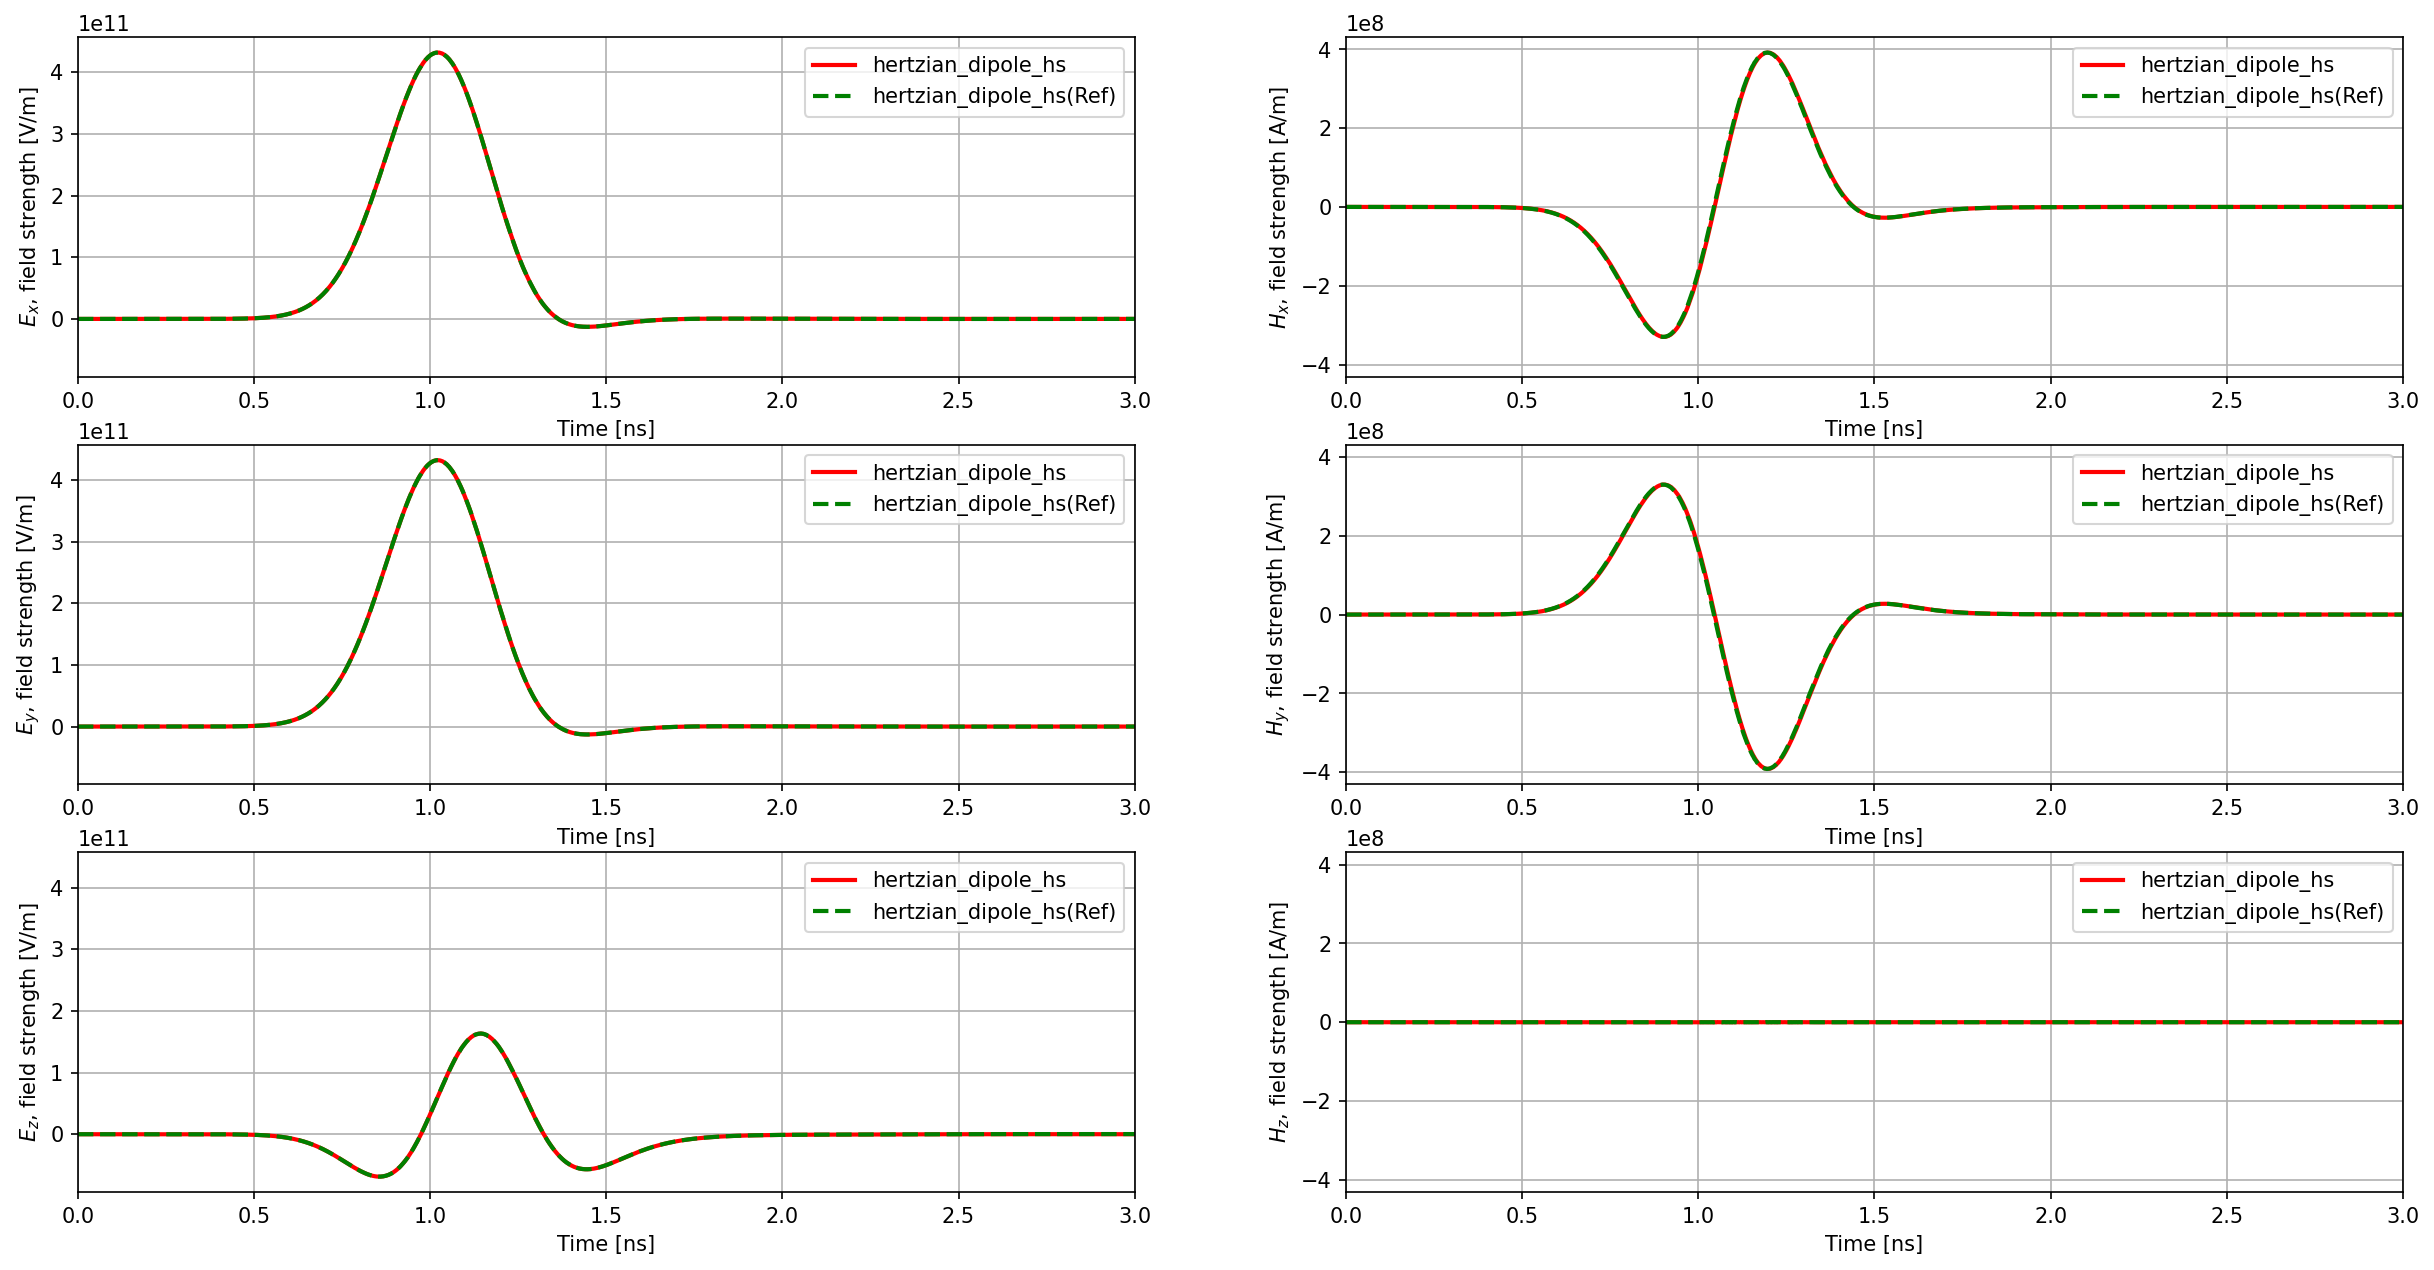 1e11
4
3
2
1
0
Ex, field strength [V/m]
hertzian_dipole_hs
hertzian_dipole_hs(Ref)
0.0 0.5 1.0 1.5 2.0 2.5 3.0
Time [ns]
1e8
4
2
0
−2
−4
Hx, field strength [A/m]
hertzian_dipole_hs
hertzian_dipole_hs(Ref)
0.0 0.5 1.0 1.5 2.0 2.5 3.0
Time [ns]
1e11
4
3
2
1
0
Ey, field strength [V/m]
hertzian_dipole_hs
hertzian_dipole_hs(Ref)
0.0 0.5 1.0 1.5 2.0 2.5 3.0
Time [ns]
1e8
4
2
0
−2
−4
Hy, field strength [A/m]
hertzian_dipole_hs
hertzian_dipole_hs(Ref)
0.0 0.5 1.0 1.5 2.0 2.5 3.0
Time [ns]
1e11
4
3
2
1
0
Ez, field strength [V/m]
hertzian_dipole_hs
hertzian_dipole_hs(Ref)
0.0 0.5 1.0 1.5 2.0 2.5 3.0
Time [ns]
1e8
4
2
0
−2
−4
Hz, field strength [A/m]
hertzian_dipole_hs
hertzian_dipole_hs(Ref)
0.0 0.5 1.0 1.5 2.0 2.5 3.0
Time [ns]